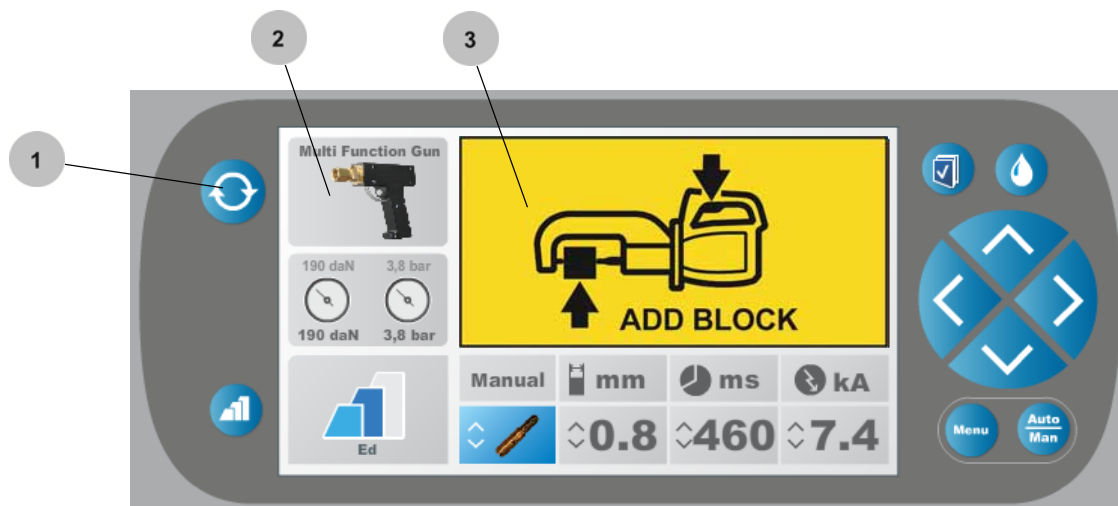 2
3
1
Multi Function Gun
190 daN 3,8 bar
190 daN 3,8 bar
ADD BLOCK
Manual mm ms kA
0.8 460 7.4
Ed
Menu
Auto
Man